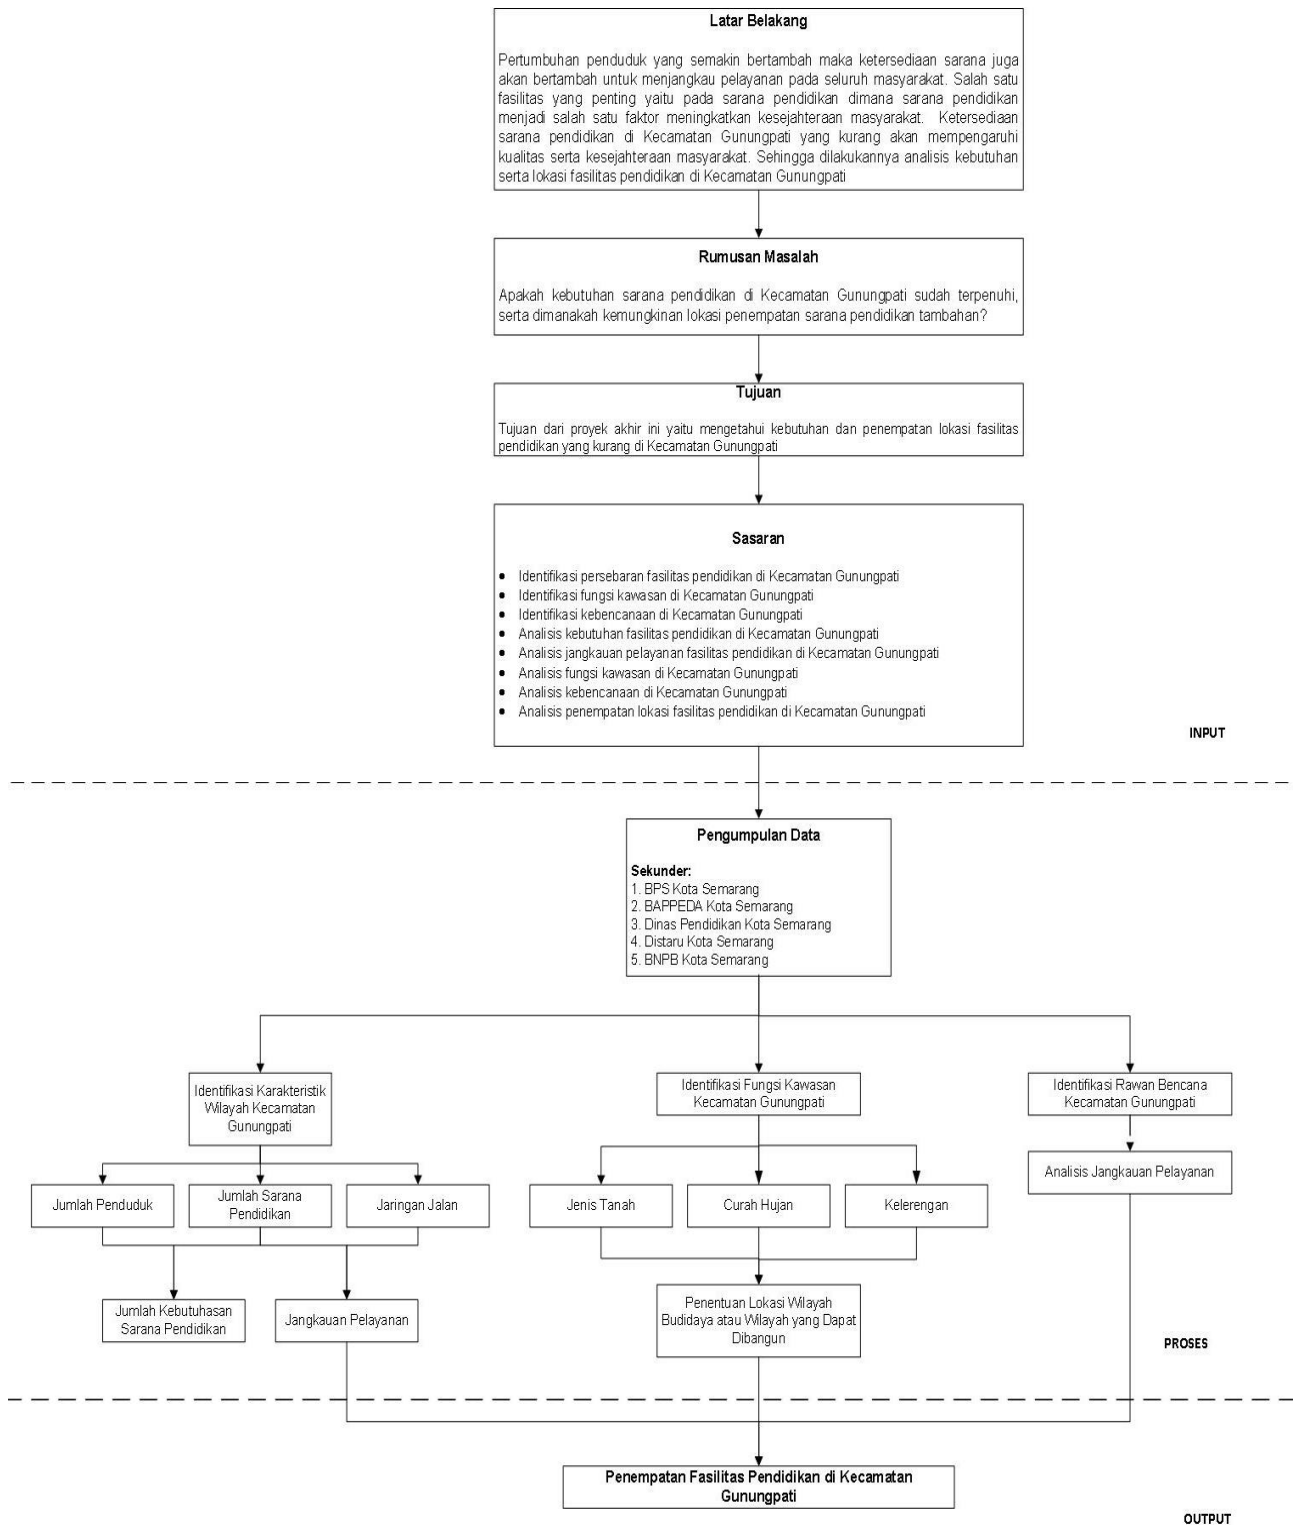 Latar Belakang
Pertumbuhan penduduk yang semakin bertambah maka ketersediaan sarana juga
akan bertambah untuk menjangkau pelayanan pada seluruh masyarakat. Salah satu
fasilitas yang penting yaitu pada sarana pendidikan dimana sarana pendidikan
menjadi salah satu faktor meningkatkan kesejahteraan masyarakat. Ketersediaan
sarana pendidikan di Kecamatan Gunungpati yang kurang akan mempengaruhi
kualitas serta kesejahteraan masyarakat. Sehingga dilakukannya analisis kebutuhan
serta lokasi fasilitas pendidikan di Kecamatan Gunungpati
Rumusan Masalah
Apakah kebutuhan sarana pendidikan di Kecamatan Gunungpati sudah terpenuhi,
serta dimanakah kemungkinan lokasi penempatan sarana pendidikan tambahan?
Tujuan
Tujuan dari proyek akhir ini yaitu mengetahui kebutuhan dan penempatan lokasi fasilitas
pendidikan yang kurang di Kecamatan Gunungpati
Sasaran
• Identifikasi persebaran fasilitas pendidikan di Kecamatan Gunungpati
• Identifikasi fungsi kawasan di Kecamatan Gunungpati
• Identifikasi kebencanaan di Kecamatan Gunungpati
• Analisis kebutuhan fasilitas pendidikan di Kecamatan Gunungpati
• Analisis jangkauan pelayanan fasilitas pendidikan di Kecamatan Gunungpati
• Analisis fungsi kawasan di Kecamatan Gunungpati
• Analisis kebencanaan di Kecamatan Gunungpati
• Analisis penempatan lokasi fasilitas pendidikan di Kecamatan Gunungpati
INPUT
Pengumpulan Data
Sekunder:
1. BPS Kota Semarang
2. BAPPEDA Kota Semarang
3. Dinas Pendidikan Kota Semarang
4. Distaru Kota Semarang
5. BNPB Kota Semarang
Identifikasi Karakteristik
Wilayah Kecamatan
Gunungpati
Identifikasi Fungsi Kawasan
Kecamatan Gunungpati
Identifikasi Rawan Bencana
Kecamatan Gunungpati
Jumlah Penduduk
Jumlah Sarana
Pendidikan
Jaringan Jalan
Jenis Tanah
Curah Hujan
Kelerengan
Analisis Jangkauan Pelayanan
Jumlah Kebutuhasan
Sarana Pendidikan
Jangkauan Pelayanan
Penentuan Lokasi Wilayah
Budidaya atau Wilayah yang Dapat
Dibangun
PROSES
Penempatan Fasilitas Pendidikan di Kecamatan
Gunungpati
OUTPUT